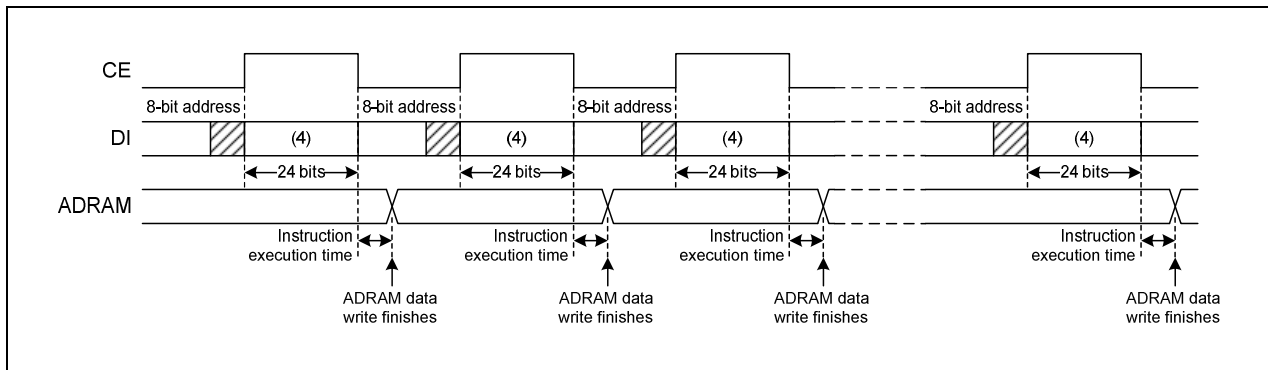 CE
8-bit address 8-bit address 8-bit address 8-bit address
DI (4) (4) (4) (4)
24 bits 24 bits 24 bits 24 bits
ADRAM
Instruction Instruction Instruction Instruction
execution time execution time execution time execution time
ADRAM data ADRAM data ADRAM data ADRAM data
write finishes write finishes write finishes write finishes